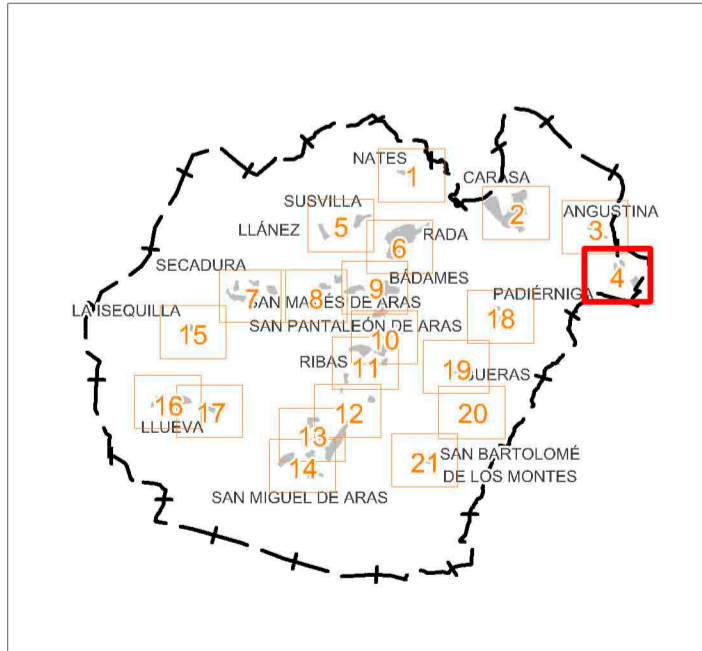 NATES
1
CARASA
2
SUSVILLA
ANGUSTINA
LLÁNEZ
5
3
RADA
6
SECADURA
BÁDAMES
4
7
SAN MAMÉS DE ARAS
8
9
PADIÉRNIGA
LA ISEQUILLA
15
SAN PANTALEÓN DE ARAS
18
10
RIBAS
11
19
16
17
12
20
LLUEVA
13
14
21
SAN BARTOLOMÉ
DE LOS MONTES
SAN MIGUEL DE ARAS